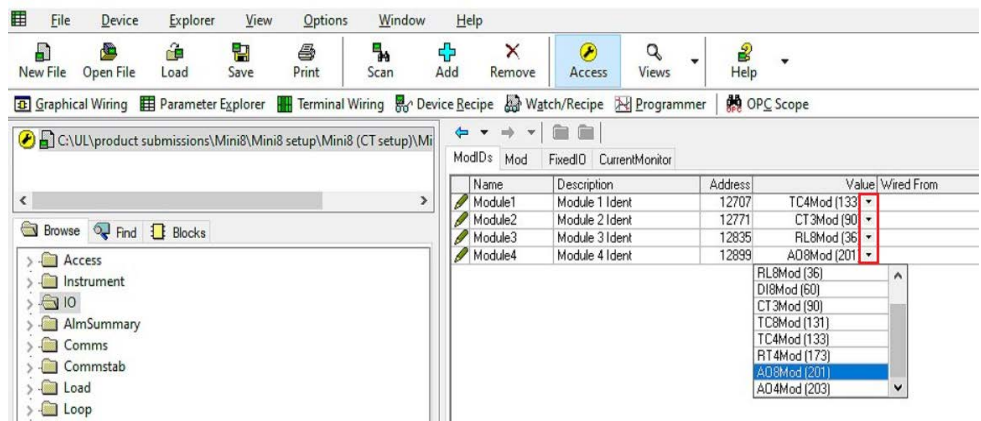 File Device Explorer View Options Window Help
New File Open File Load Save Print Scan Add Remove Access Views Help
Graphical Wiring Parameter Explorer Terminal Wiring Device Recipe Watch/Recipe Programmer OPC Scope
C:\UL\product submissions\Mini8\Mini8 setup\Mini8 (CT setup)\Mi
Browse Find Blocks
Access
Instrument
IO
AlmSummary
Comms
Commstab
Load
Loop
ModIDs Mod FixedIO CurrentMonitor
Name Description Address Value Wired From
Module1 Module 1 Ident 12707 TC4Mod (133)
Module2 Module 2 Ident 12771 CT3Mod (90)
Module3 Module 3 Ident 12835 RL8Mod (36)
Module4 Module 4 Ident 12899 AO8Mod (201)
RL8Mod (36)
DI8Mod (60)
CT3Mod (90)
TC8Mod (131)
TC4Mod (133)
RT4Mod (173)
AO8Mod (201)
AO4Mod (203)